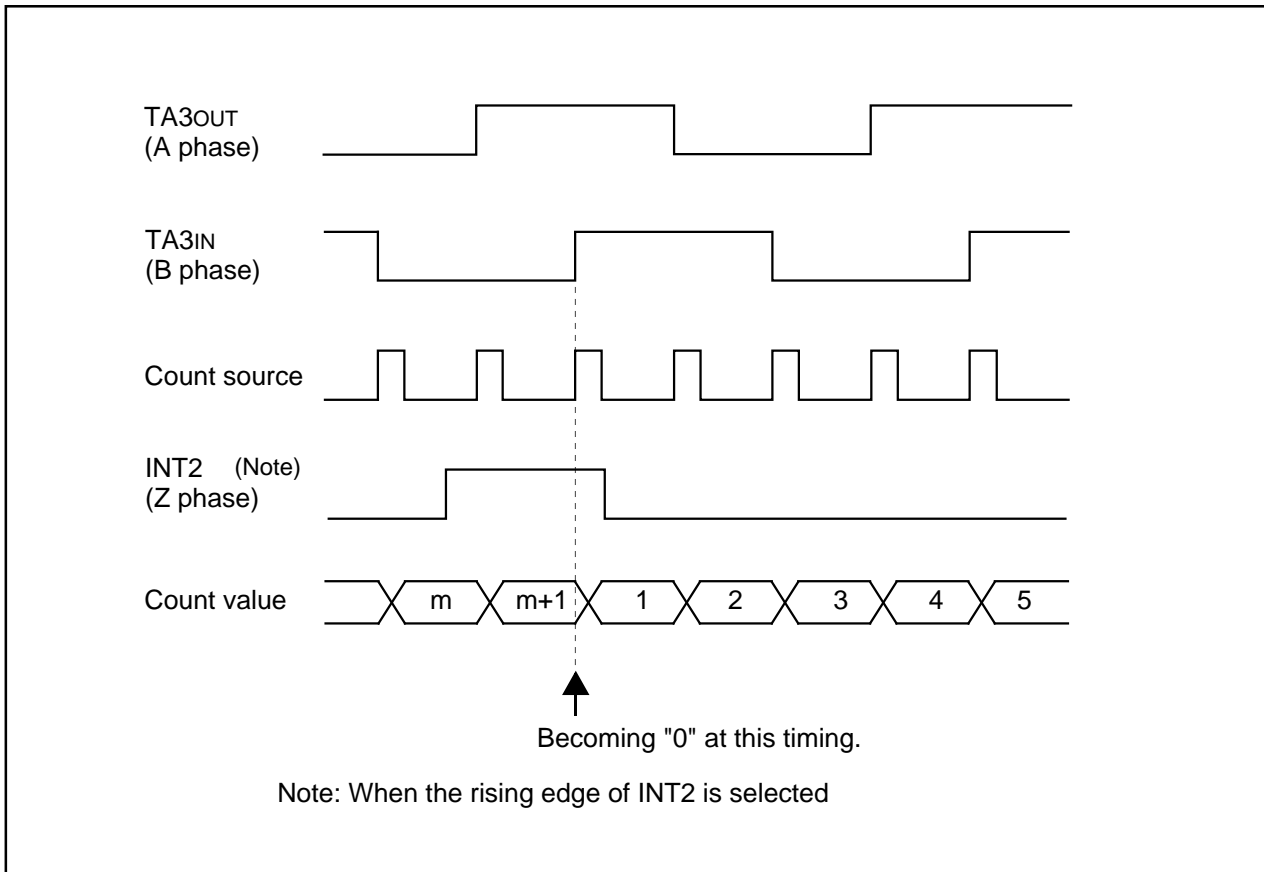 TA3OUT
(A phase)
TA3IN
(B phase)
Count source
INT2 (Note)
(Z phase)
Count value m m+1 1 2 3 4 5
Becoming "0" at this timing.
Note: When the rising edge of INT2 is selected